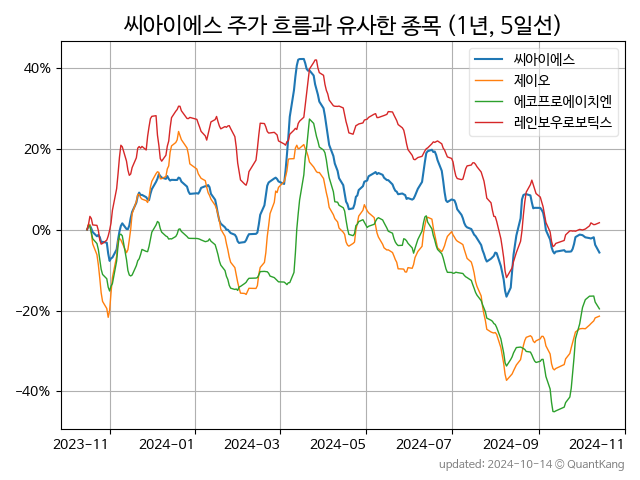 씨아이에스 주가 흐름과 유사한 종목 (1년, 5일선)
씨아이에스
제이오
에코프로에이치엔
레인보우로보틱스
40%
20%
0%
−20%
−40%
2023-11 2024-01 2024-03 2024-05 2024-07 2024-09 2024-11
updated: 2024-10-14 © QuantKang